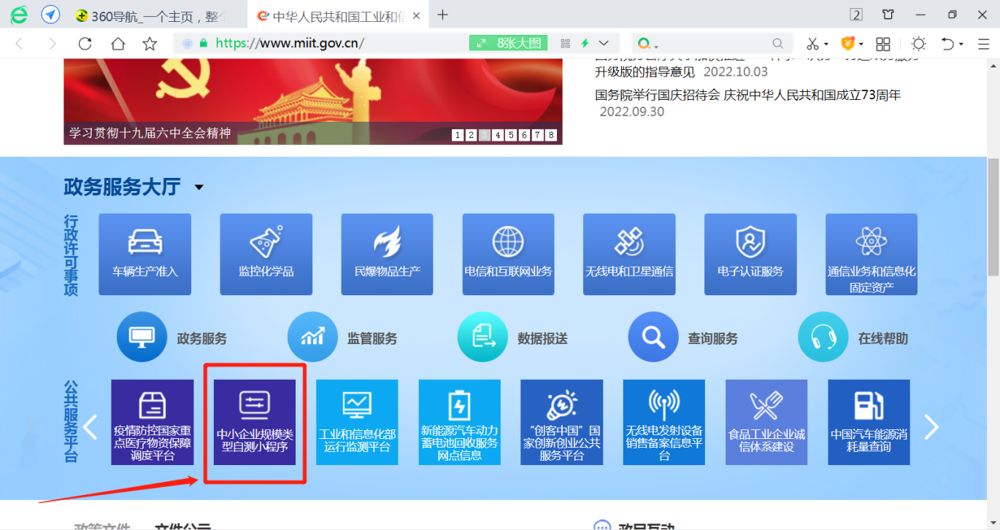 360导航_一个主页，整个
中华人民共和国工业和信
2
https://www.miit.gov.cn/
8张大图
升级版的指导意见 2022.10.03
国务院举行国庆招待会 庆祝中华人民共和国成立73周年
2022.09.30
学习贯彻十九届六中全会精神
1 2 3 4 5 6 7 8
政务服务大厅
行政许可事项
车辆生产准入
监控化学品
民爆物品生产
电信和互联网业务
无线电和卫星通信
电子认证服务
通信业务和信息化
固定资产
政务服务
监管服务
数据报送
查询服务
在线帮助
公共服务平台
疫情防控国家重
点医疗物资保障
调度平台
中小企业规模类
型自测小程序
工业和信息化部
运行监测平台
新能源汽车动力
蓄电池回收服务
网点信息
“创客中国”国
家创新创业公共
服务平台
无线电发射设备
销售备案信息平
台
食品工业企业诚
信体系建设
中国汽车能源消
耗量查询
政策文件
文件公示
政民互动